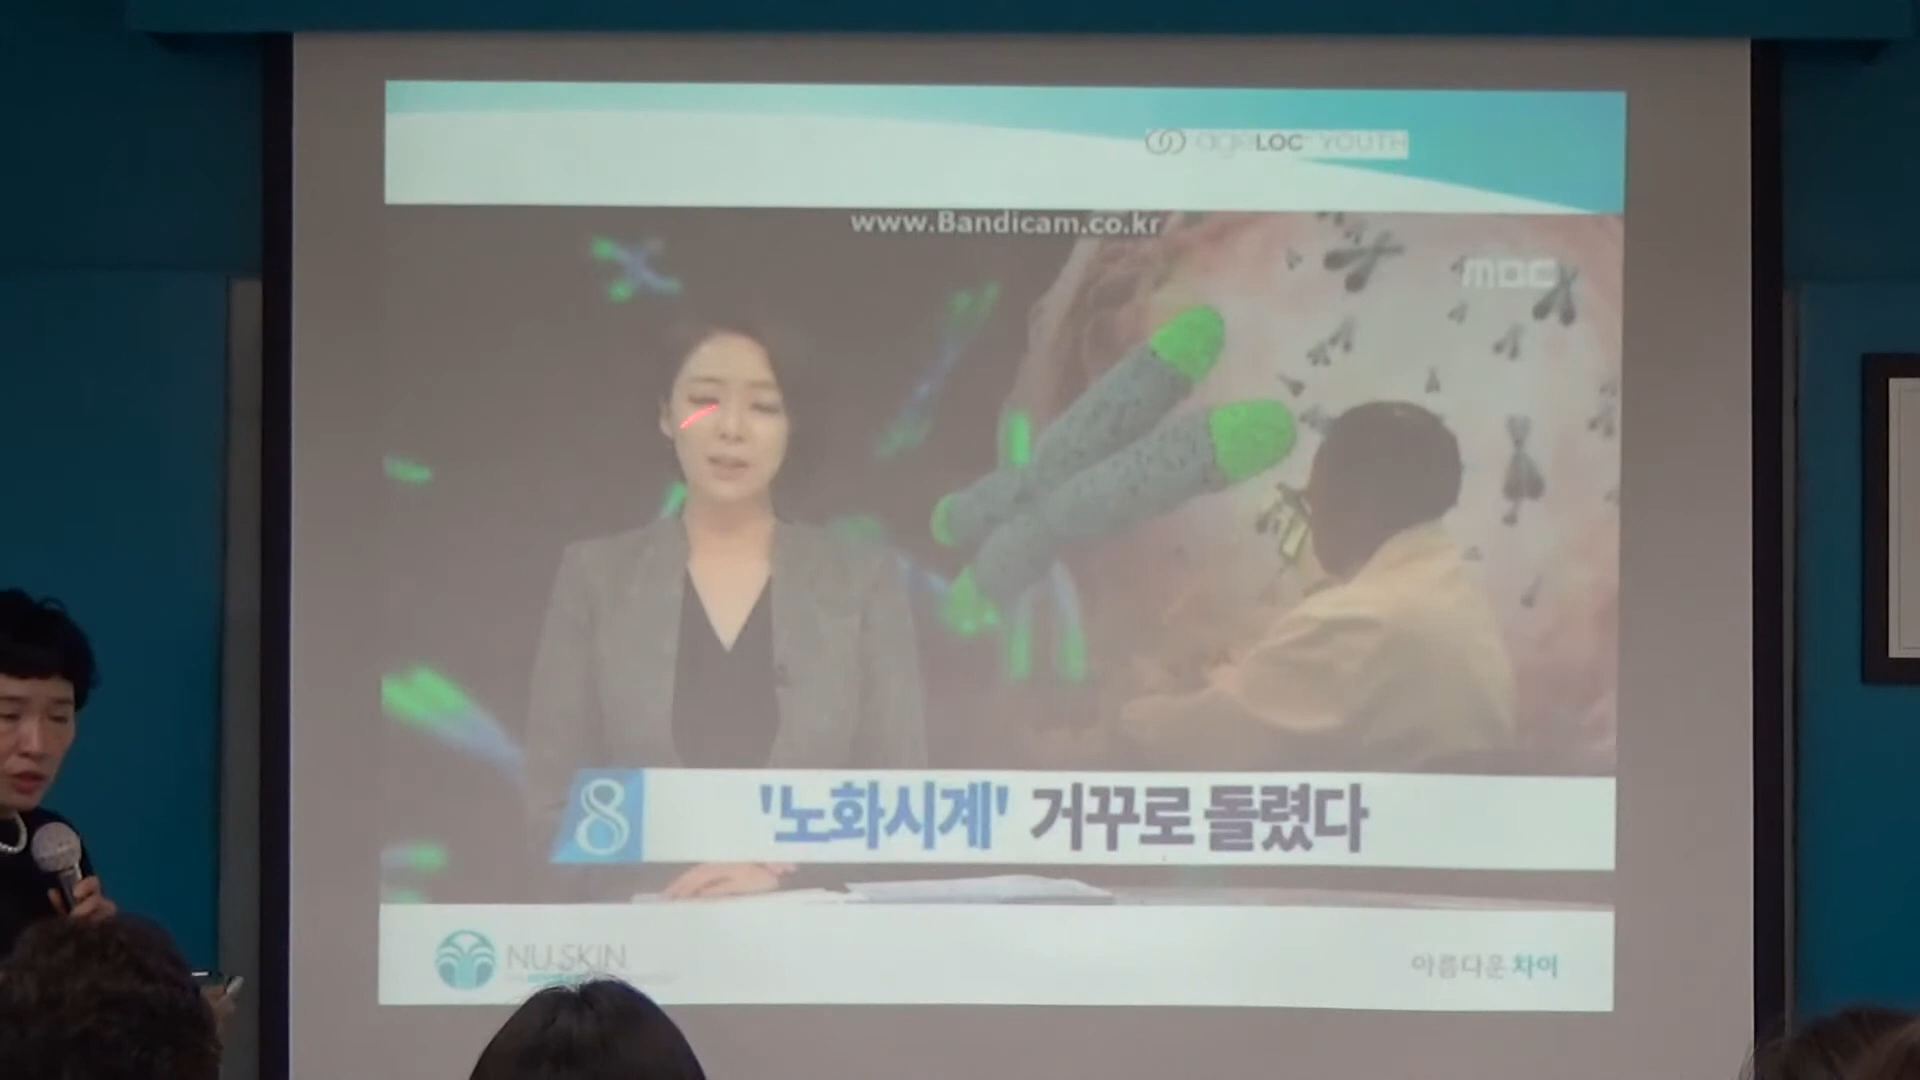 ageLOC YOUTH
www.Bandicam.co.kr
MBC
8 '노화시계' 거꾸로 돌렸다
NU SKIN
아름다운 차이